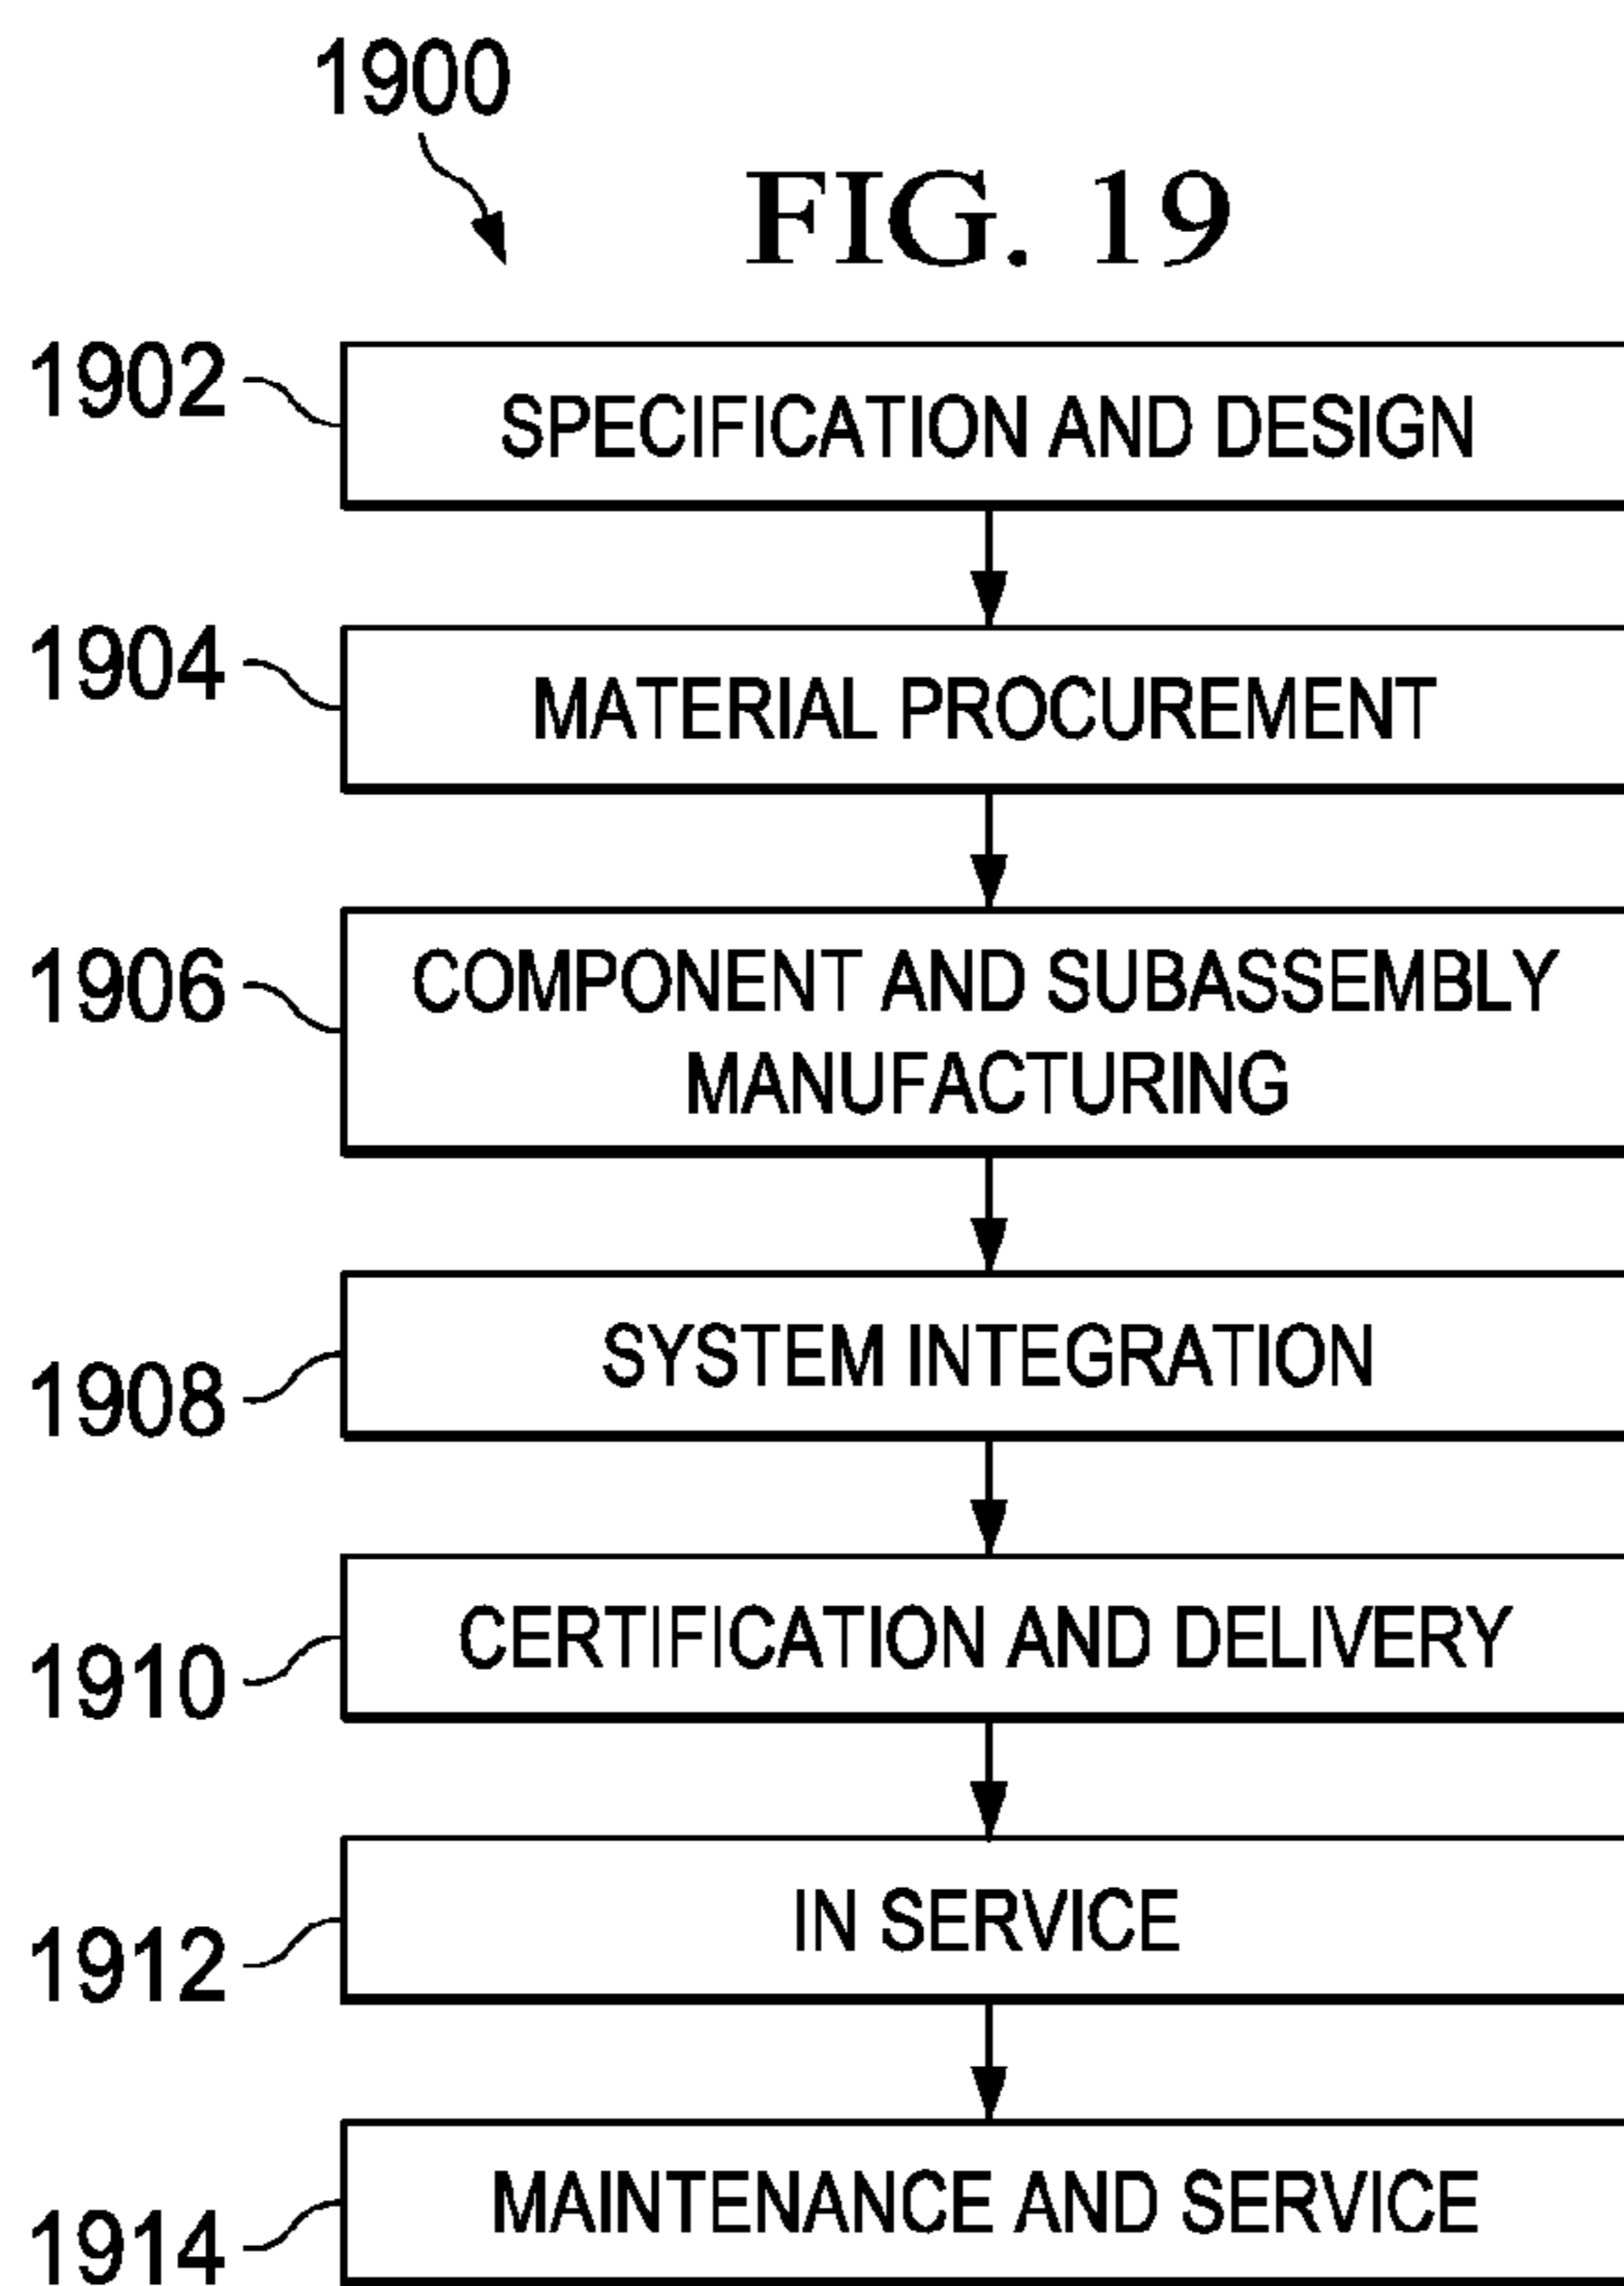 1900
FIG. 19
1902
SPECIFICATION AND DESIGN
1904
MATERIAL PROCUREMENT
1906
COMPONENT AND SUBASSEMBLY
MANUFACTURING
1908
SYSTEM INTEGRATION
1910
CERTIFICATION AND DELIVERY
1912
IN SERVICE
1914
MAINTENANCE AND SERVICE